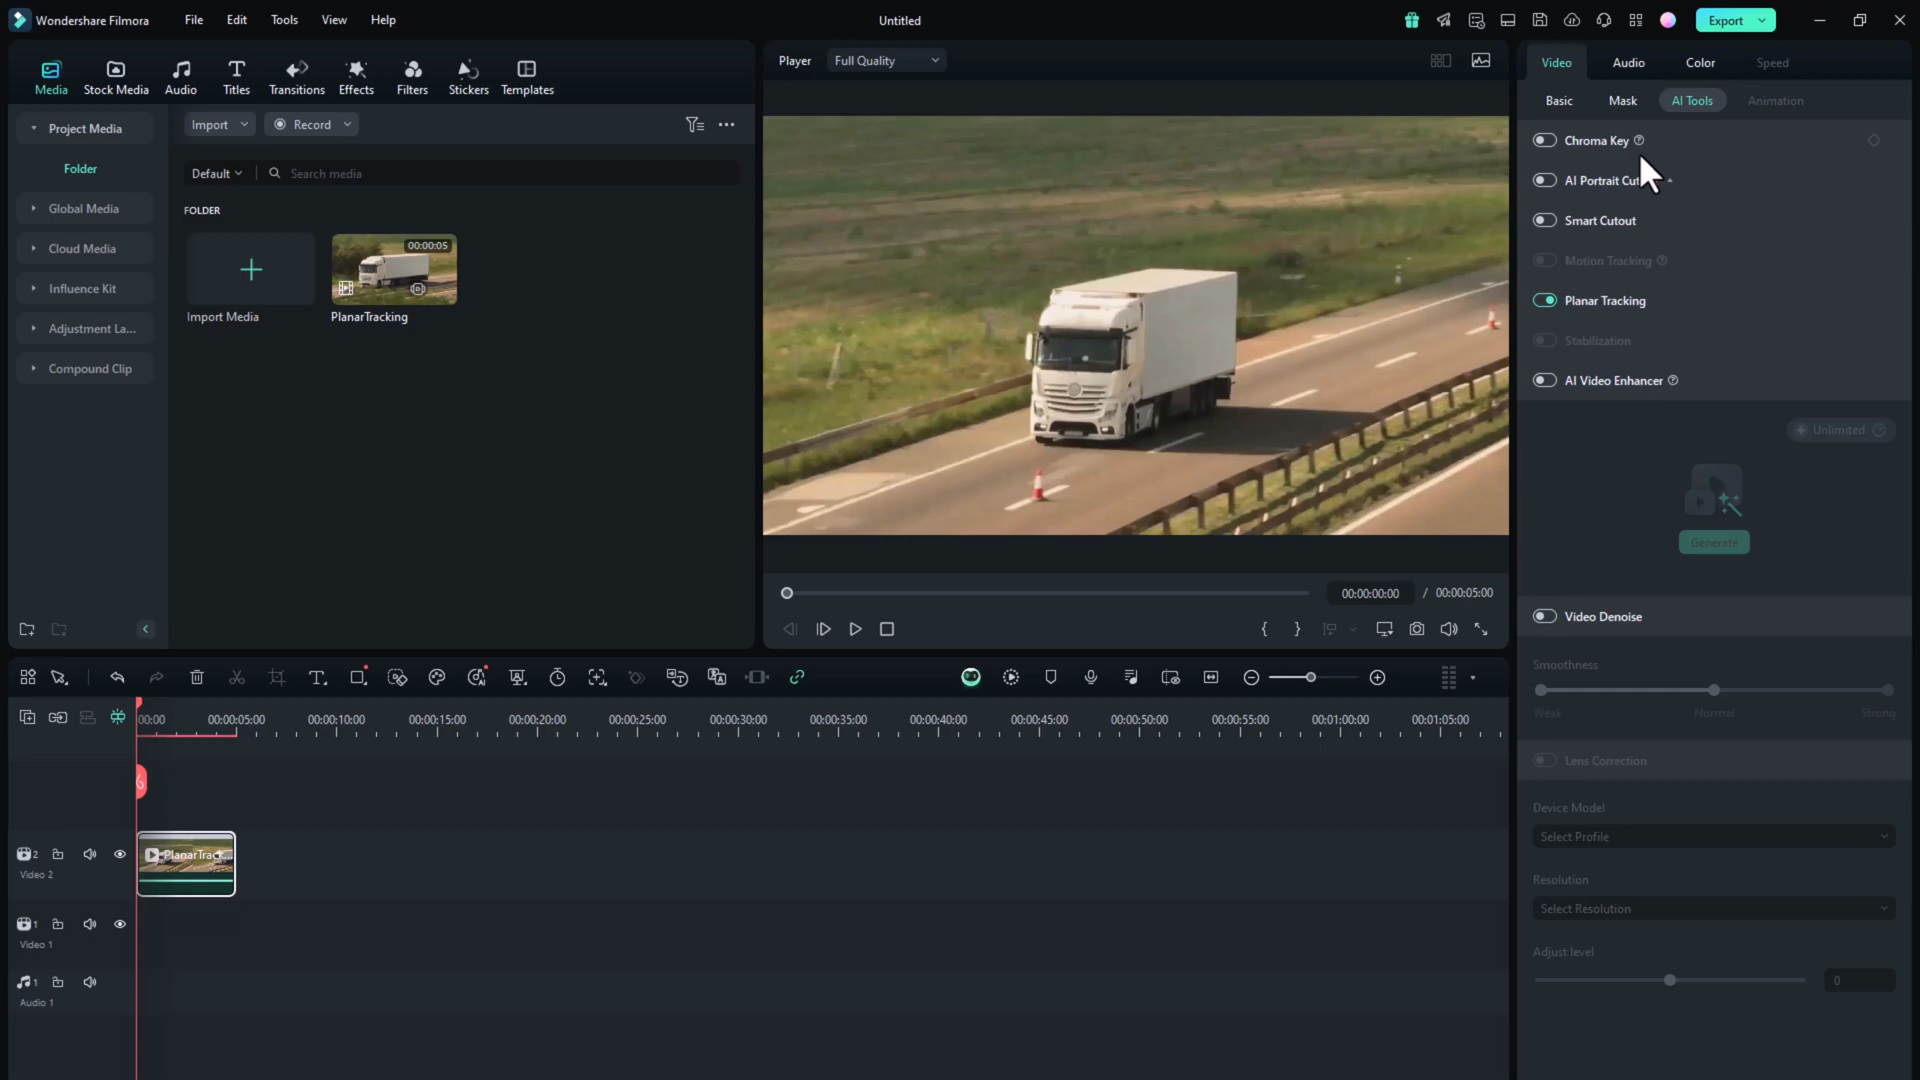 Wondershare Filmora File Edit Tools View Help Untitled Export
Media Stock Media Audio Titles Transitions Effects Filters Stickers Templates
Project Media
Folder
Global Media
Cloud Media
Influence Kit
Adjustment La...
Compound Clip
Import Record
Default Search media
FOLDER
00:00:05
Import Media PlanarTracking
Player Full Quality
00:00:00:00 / 00:00:05:00
Video Audio Color Speed
Basic Mask AI Tools Animation
Chroma Key
AI Portrait Cut
Smart Cutout
Motion Tracking
Planar Tracking
Stabilization
AI Video Enhancer
Unlimited
Generate
Video Denoise
Smoothness
Weak Normal Strong
Lens Correction
Device Model
Select Profile
Resolution
Select Resolution
Adjust level
0
00:00 00:00:05:00 00:00:10:00 00:00:15:00 00:00:20:00 00:00:25:00 00:00:30:00 00:00:35:00 00:00:40:00 00:00:45:00 00:00:50:00 00:00:55:00 00:01:00:00 00:01:05:00
2 PlanarTrack...
Video 2
1
Video 1
1
Audio 1